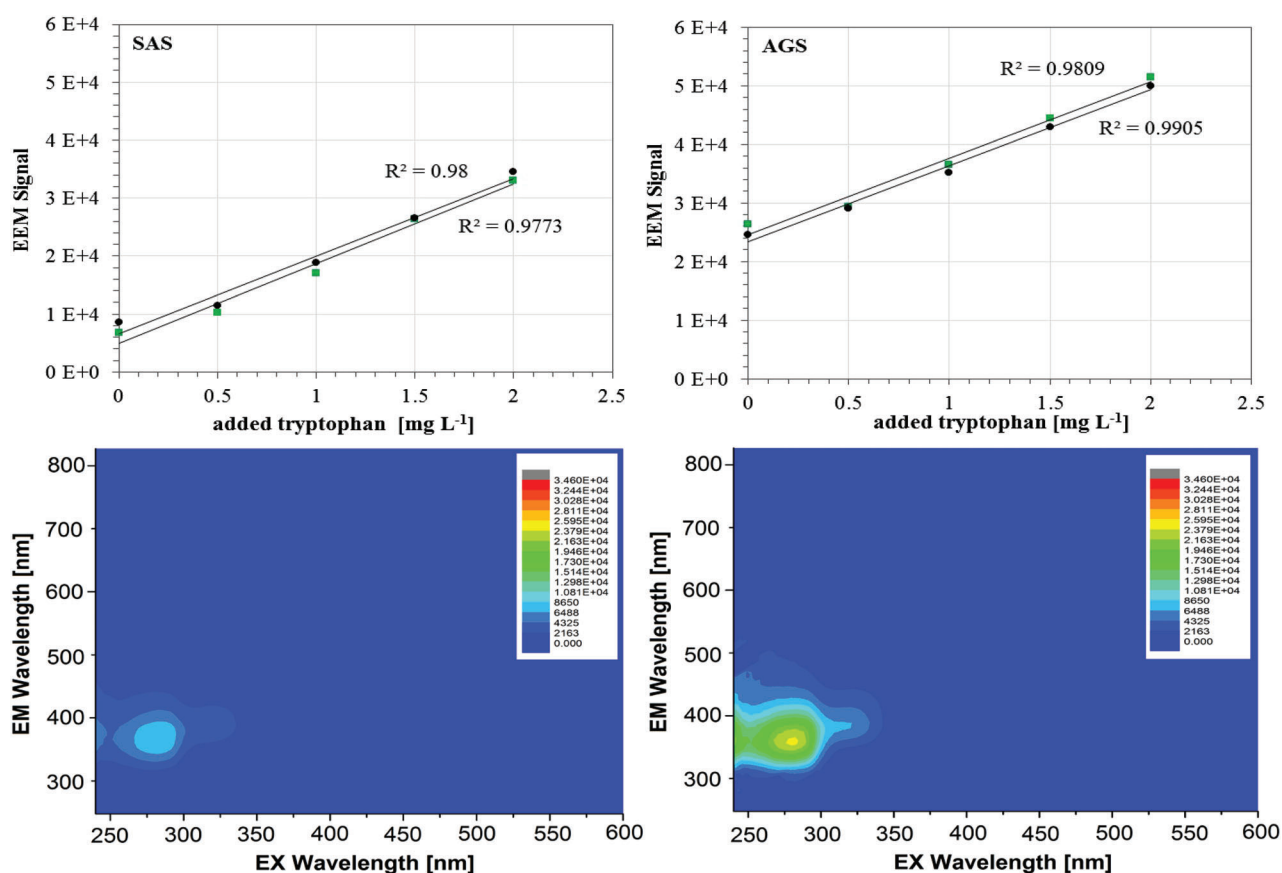 SAS
6 E+4
5 E+4
4 E+4
3 E+4
2 E+4
1 E+4
0 E+0
EEM Signal
R² = 0.98
R² = 0.9773
0 0.5 1 1.5 2 2.5
added tryptophan [mg L⁻¹]
AGS
6 E+4
5 E+4
4 E+4
3 E+4
2 E+4
1 E+4
0 E+0
EEM Signal
R² = 0.9809
R² = 0.9905
0 0.5 1 1.5 2 2.5
added tryptophan [mg L⁻¹]
800
700
600
500
400
300
EM Wavelength [nm]
3.460E+04
3.244E+04
3.028E+04
2.811E+04
2.595E+04
2.379E+04
2.163E+04
1.946E+04
1.730E+04
1.514E+04
1.298E+04
1.081E+04
8650
6488
4325
2163
0.000
250 300 350 400 450 500 550 600
EX Wavelength [nm]
800
700
600
500
400
300
EM Wavelength [nm]
3.460E+04
3.244E+04
3.028E+04
2.811E+04
2.595E+04
2.379E+04
2.163E+04
1.946E+04
1.730E+04
1.514E+04
1.298E+04
1.081E+04
8650
6488
4325
2163
0.000
250 300 350 400 450 500 550 600
EX Wavelength [nm]